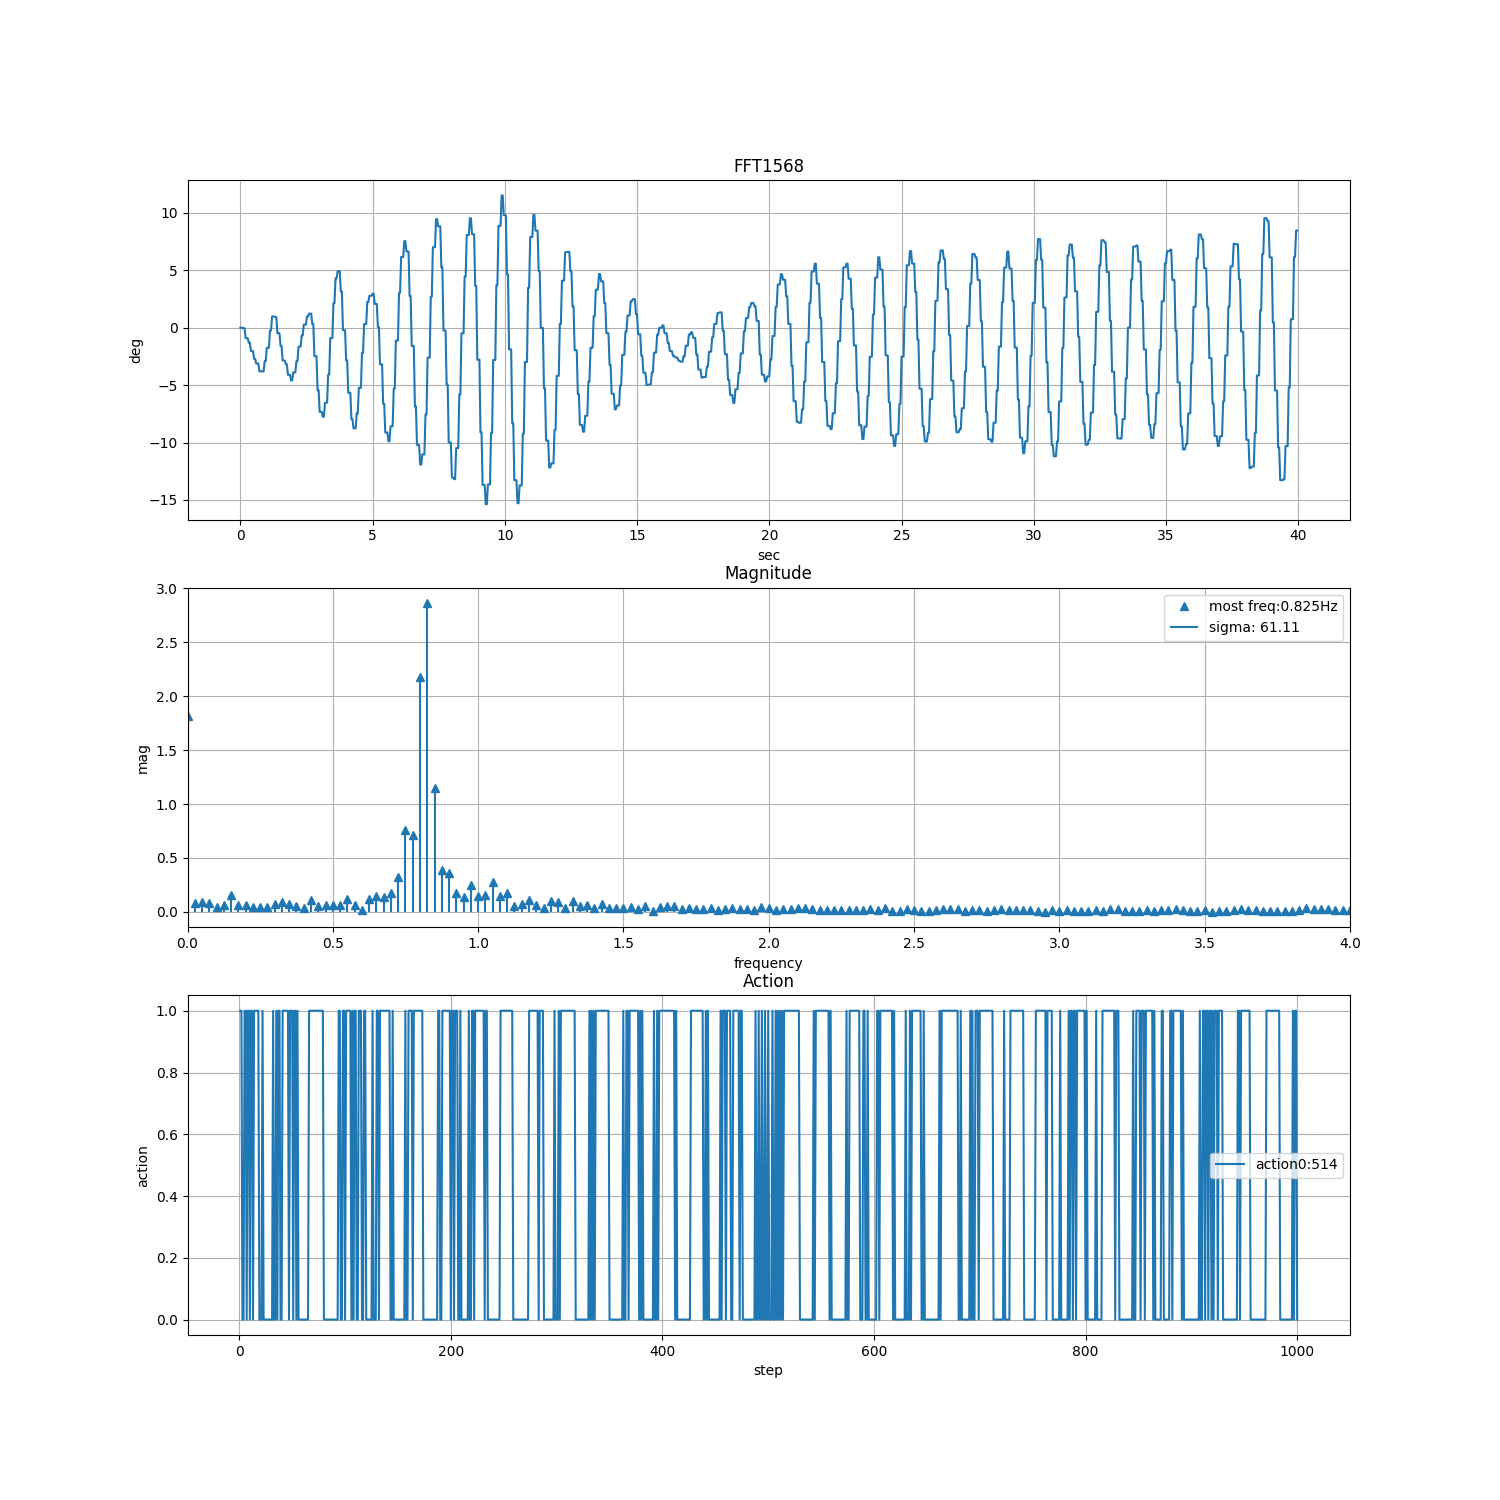 FFT1568
10
5
0
−5
−10
−15
deg
0 5 10 15 20 25 30 35 40
sec
Magnitude
3.0
2.5
2.0
1.5
1.0
0.5
0.0
mag
most freq:0.825Hz
sigma: 61.11
0.0 0.5 1.0 1.5 2.0 2.5 3.0 3.5 4.0
frequency
Action
1.0
0.8
0.6
0.4
0.2
0.0
action
action0:514
0 200 400 600 800 1000
step